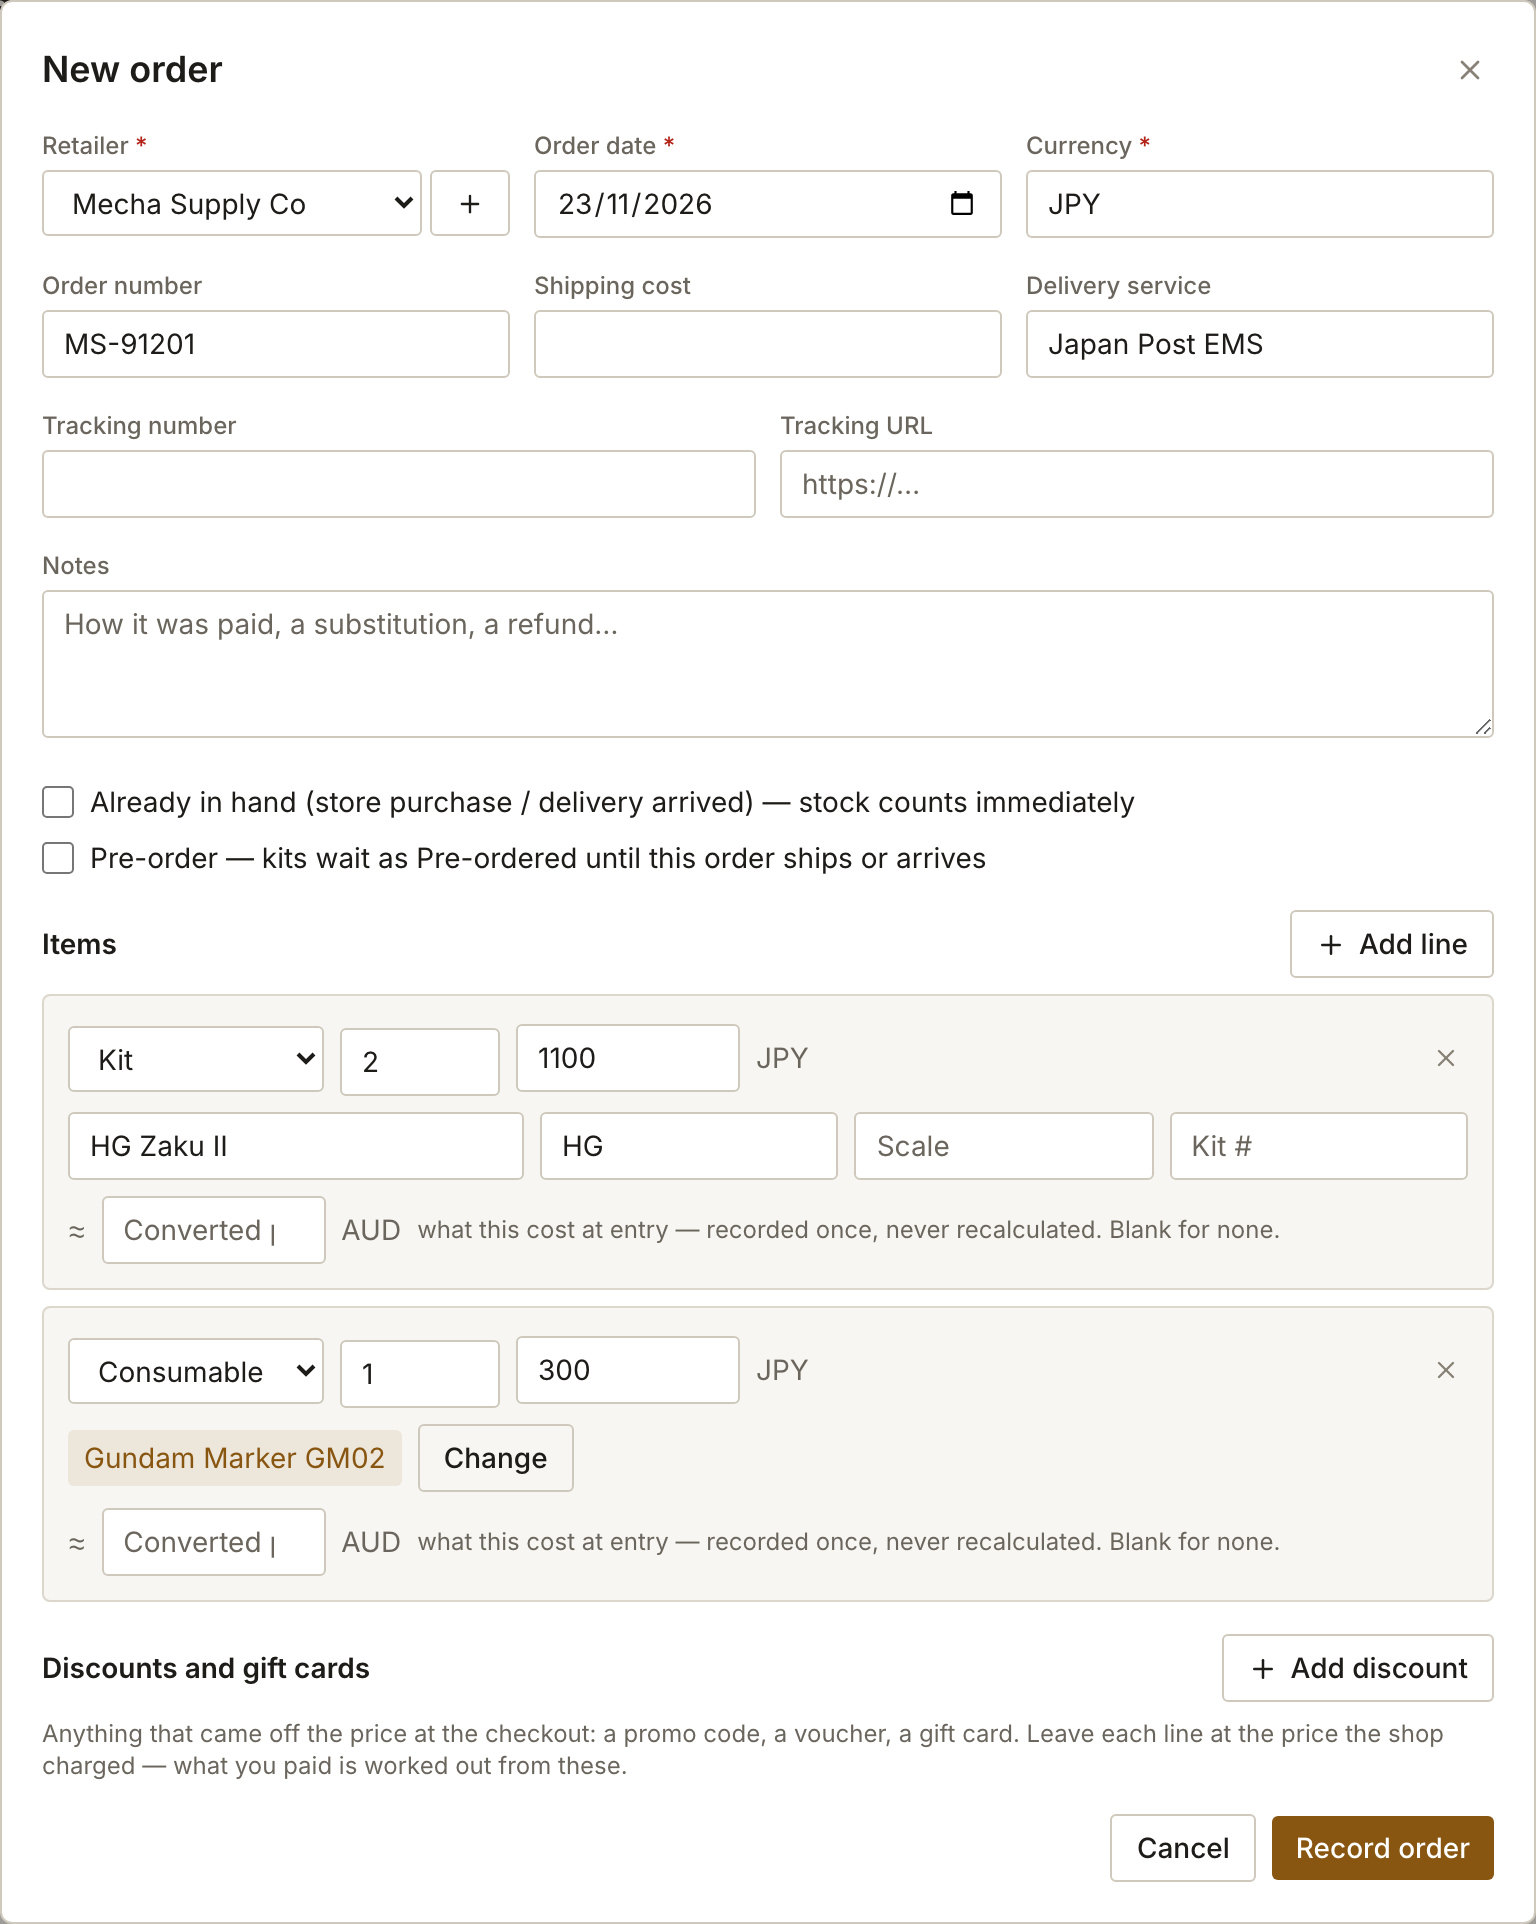 New order
Retailer *
Order date *
Currency *
Mecha Supply Co
+
23/11/2026
JPY
Order number
Shipping cost
Delivery service
MS-91201
Japan Post EMS
Tracking number
Tracking URL
https://...
Notes
How it was paid, a substitution, a refund...
Already in hand (store purchase / delivery arrived) — stock counts immediately
Pre-order — kits wait as Pre-ordered until this order ships or arrives
Items
+ Add line
Kit
2
1100
JPY
HG Zaku II
HG
Scale
Kit #
≈ Converted AUD what this cost at entry — recorded once, never recalculated. Blank for none.
Consumable
1
300
JPY
Gundam Marker GM02
Change
≈ Converted AUD what this cost at entry — recorded once, never recalculated. Blank for none.
Discounts and gift cards
+ Add discount
Anything that came off the price at the checkout: a promo code, a voucher, a gift card. Leave each line at the price the shop
charged — what you paid is worked out from these.
Cancel
Record order